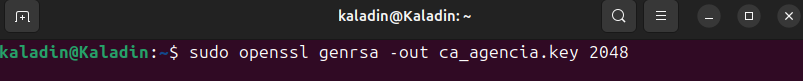 kaladin@Kaladin: ~
kaladin@Kaladin:~$ sudo openssl genrsa -out ca_agencia.key 2048